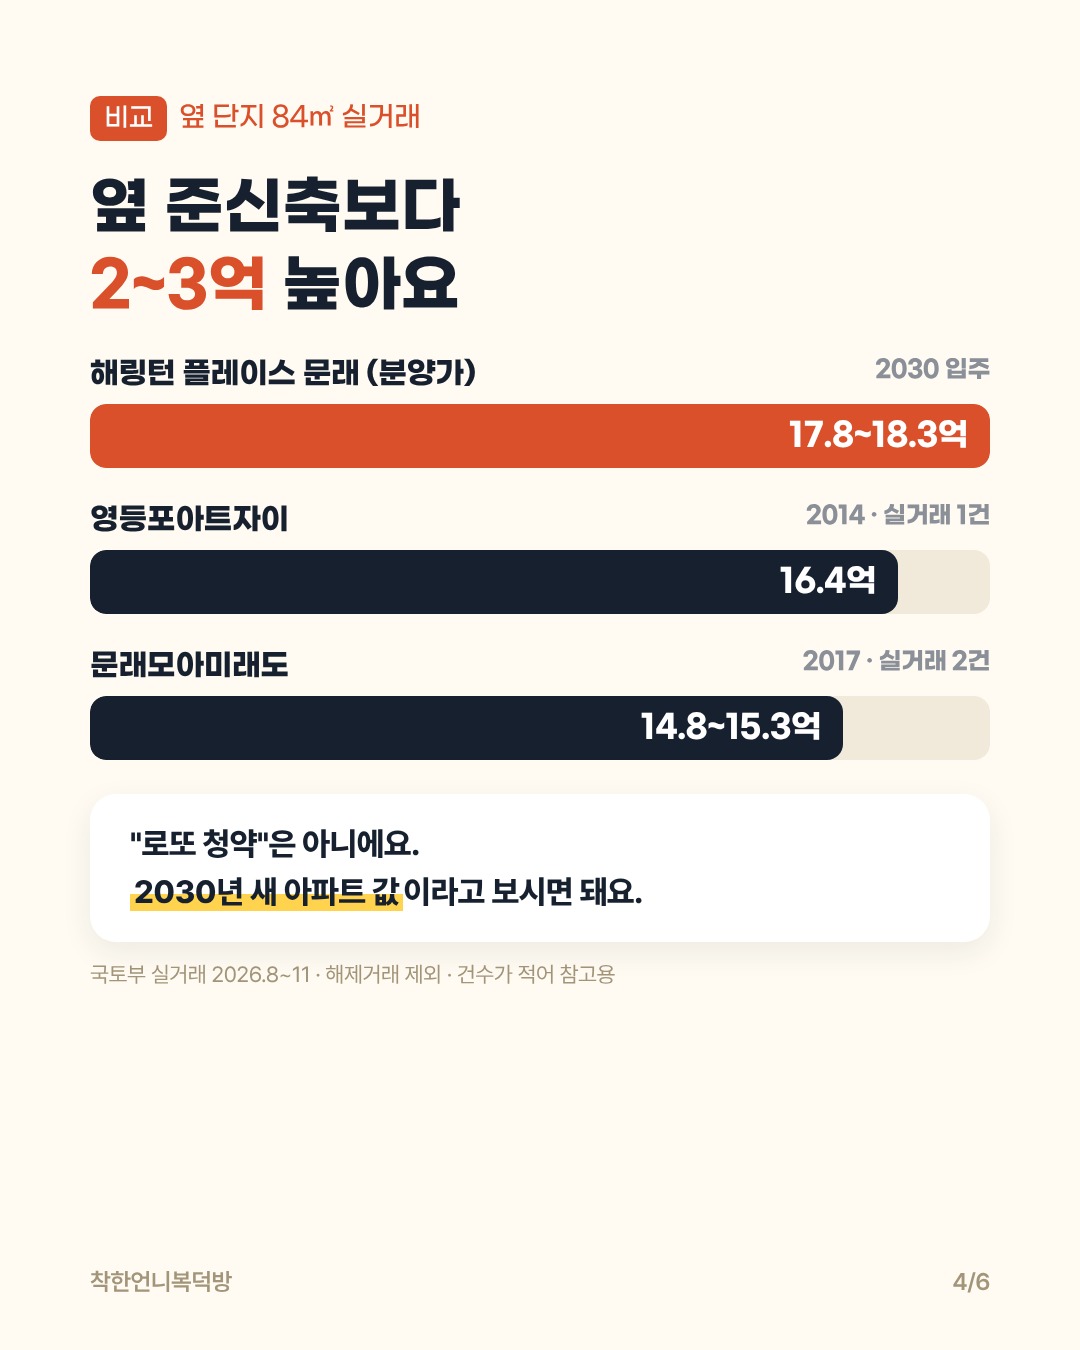 비교 옆 단지 84㎡ 실거래
옆 준신축보다
2~3억 높아요
해링턴 플레이스 문래 (분양가) 2030 입주
17.8~18.3억
영등포아트자이 2014 · 실거래 1건
16.4억
문래모아미래도 2017 · 실거래 2건
14.8~15.3억
"로또 청약"은 아니에요.
2030년 새 아파트 값이라고 보시면 돼요.
국토부 실거래 2026.8~11 · 해제거래 제외 · 건수가 적어 참고용
착한언니복덕방 4/6